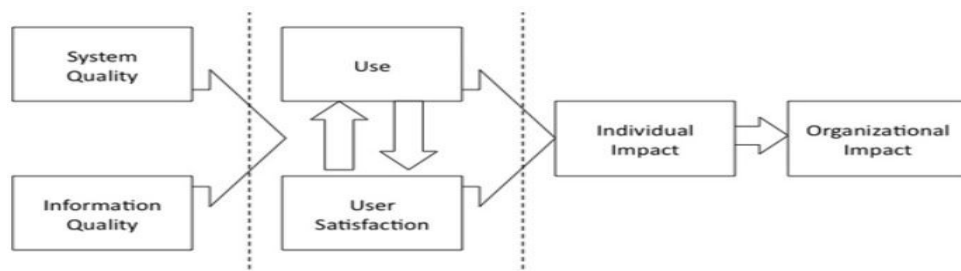 System
Quality
Use
Individual
Impact
Organizational
Impact
Information
Quality
User
Satisfaction